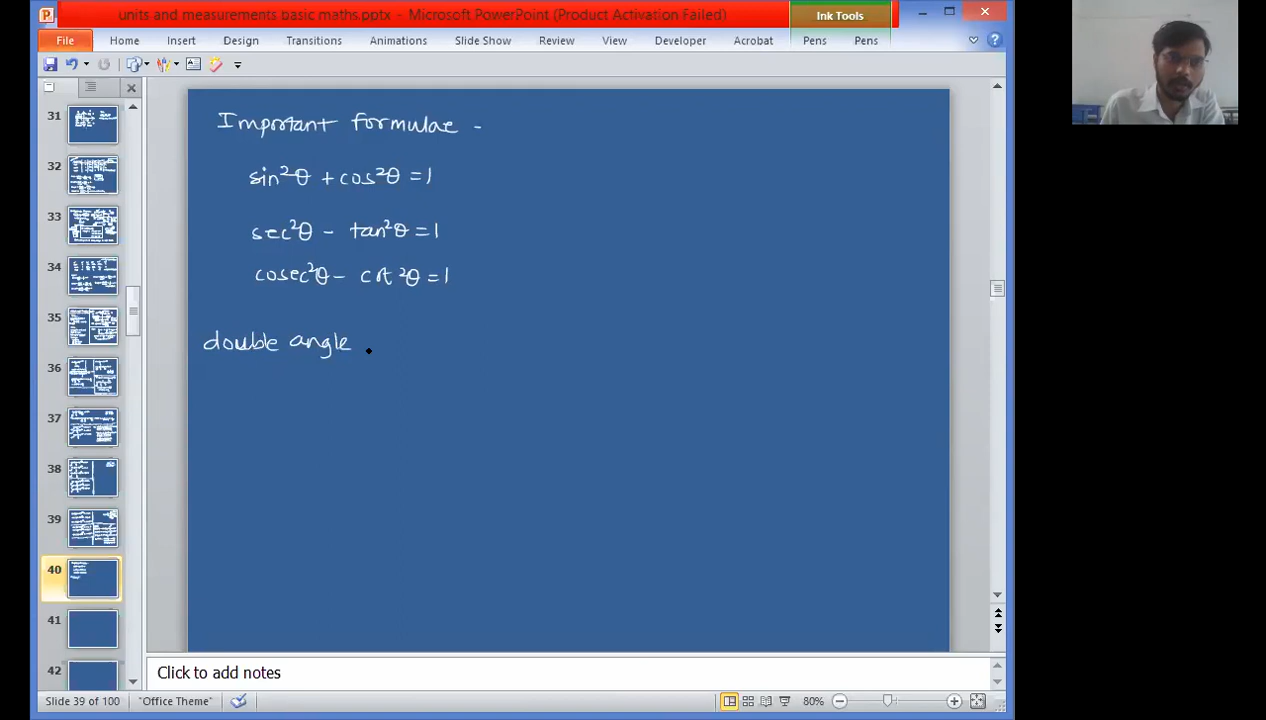 units and measurements basic maths.pptx - Microsoft PowerPoint (Product Activation Failed)
Ink Tools
File Home Insert Design Transitions Animations Slide Show Review View Developer Acrobat Pens Pens
Important formulae -
sin²θ + cos²θ = 1
sec²θ - tan²θ = 1
cosec²θ - cot²θ = 1
double angle
31
32
33
34
35
36
37
38
39
40
41
42
Click to add notes
Slide 39 of 100 "Office Theme" 80%